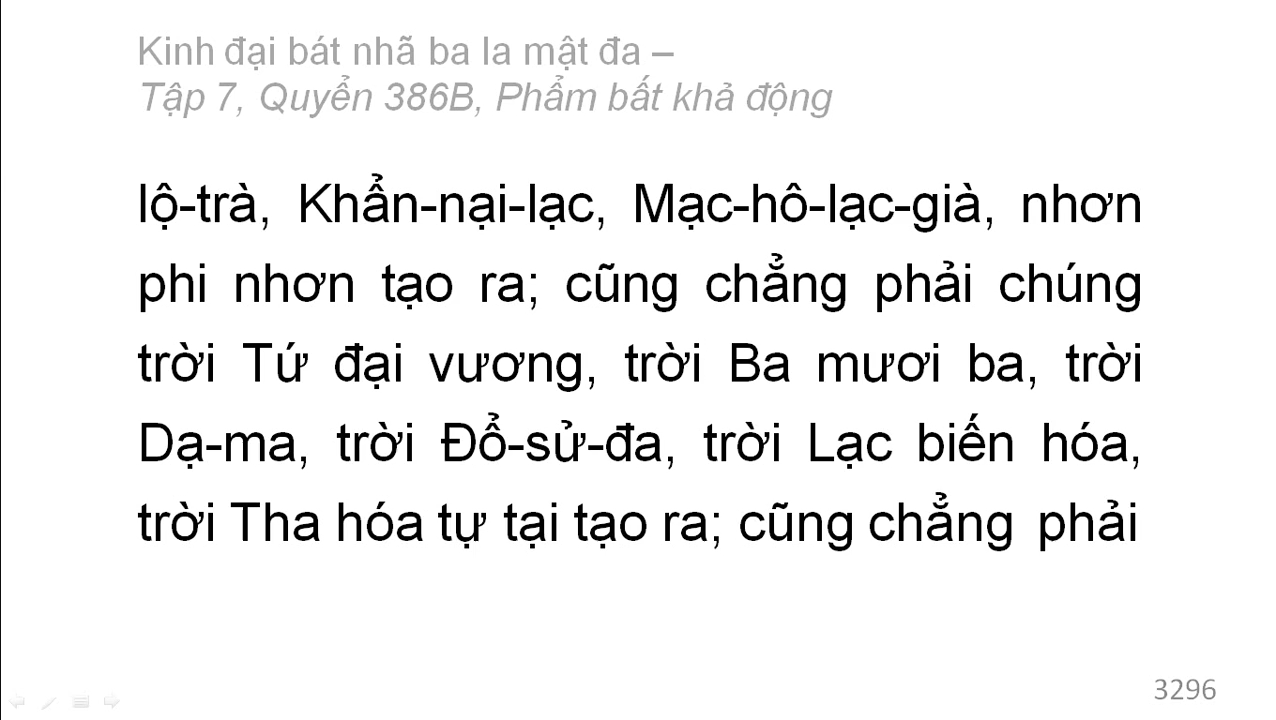 Kinh đại bát nhã ba la mật đa –
Tập 7, Quyển 386B, Phẩm bất khả động
lộ-trà, Khẩn-nại-lạc, Mạc-hô-lạc-già, nhơn
phi nhơn tạo ra; cũng chẳng phải chúng
trời Tứ đại vương, trời Ba mươi ba, trời
Dạ-ma, trời Đổ-sử-đa, trời Lạc biến hóa,
trời Tha hóa tự tại tạo ra; cũng chẳng phải
3296